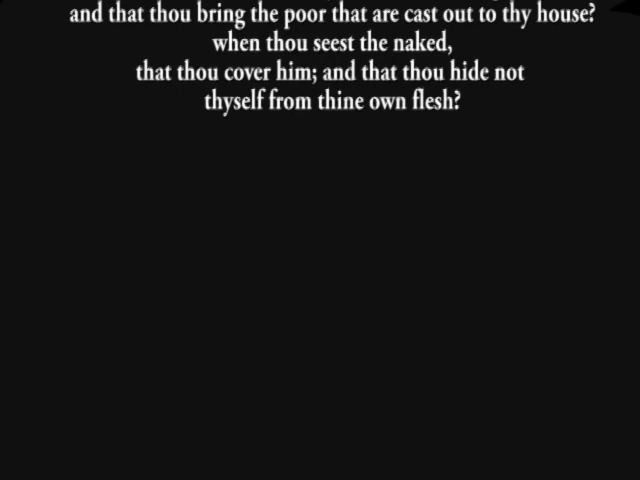 and that thou bring the poor that are cast out to thy house?
when thou seest the naked,
that thou cover him; and that thou hide not
thyself from thine own flesh?